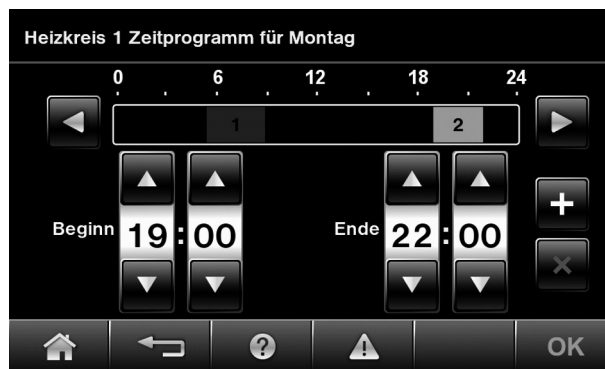 Heizkreis 1 Zeitprogramm für Montag
0 6 12 18 24
1 2
Beginn 19:00 Ende 22:00
OK